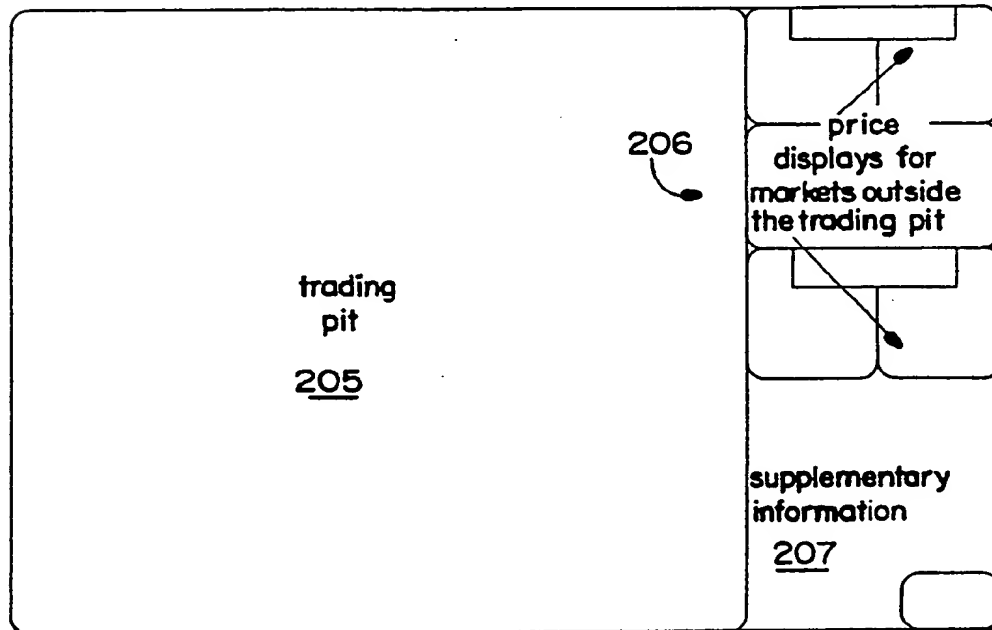 206
price
displays for
markets outside
the trading pit
trading
pit
205
supplementary
information
207